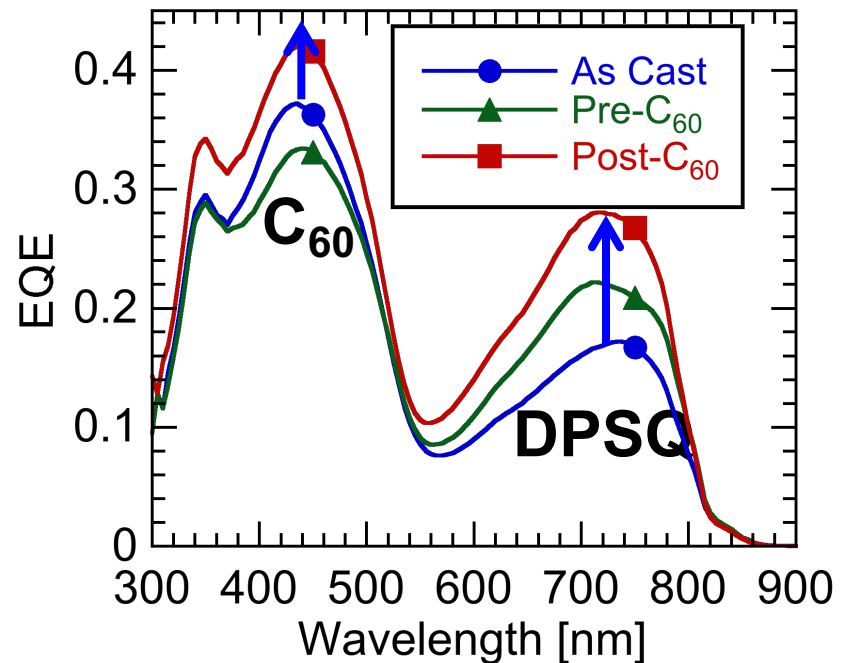 0.4
0.3
0.2
0.1
0
EQE
As Cast
Pre-C₆₀
Post-C₆₀
C₆₀
DPSQ
300 400 500 600 700 800 900
Wavelength [nm]